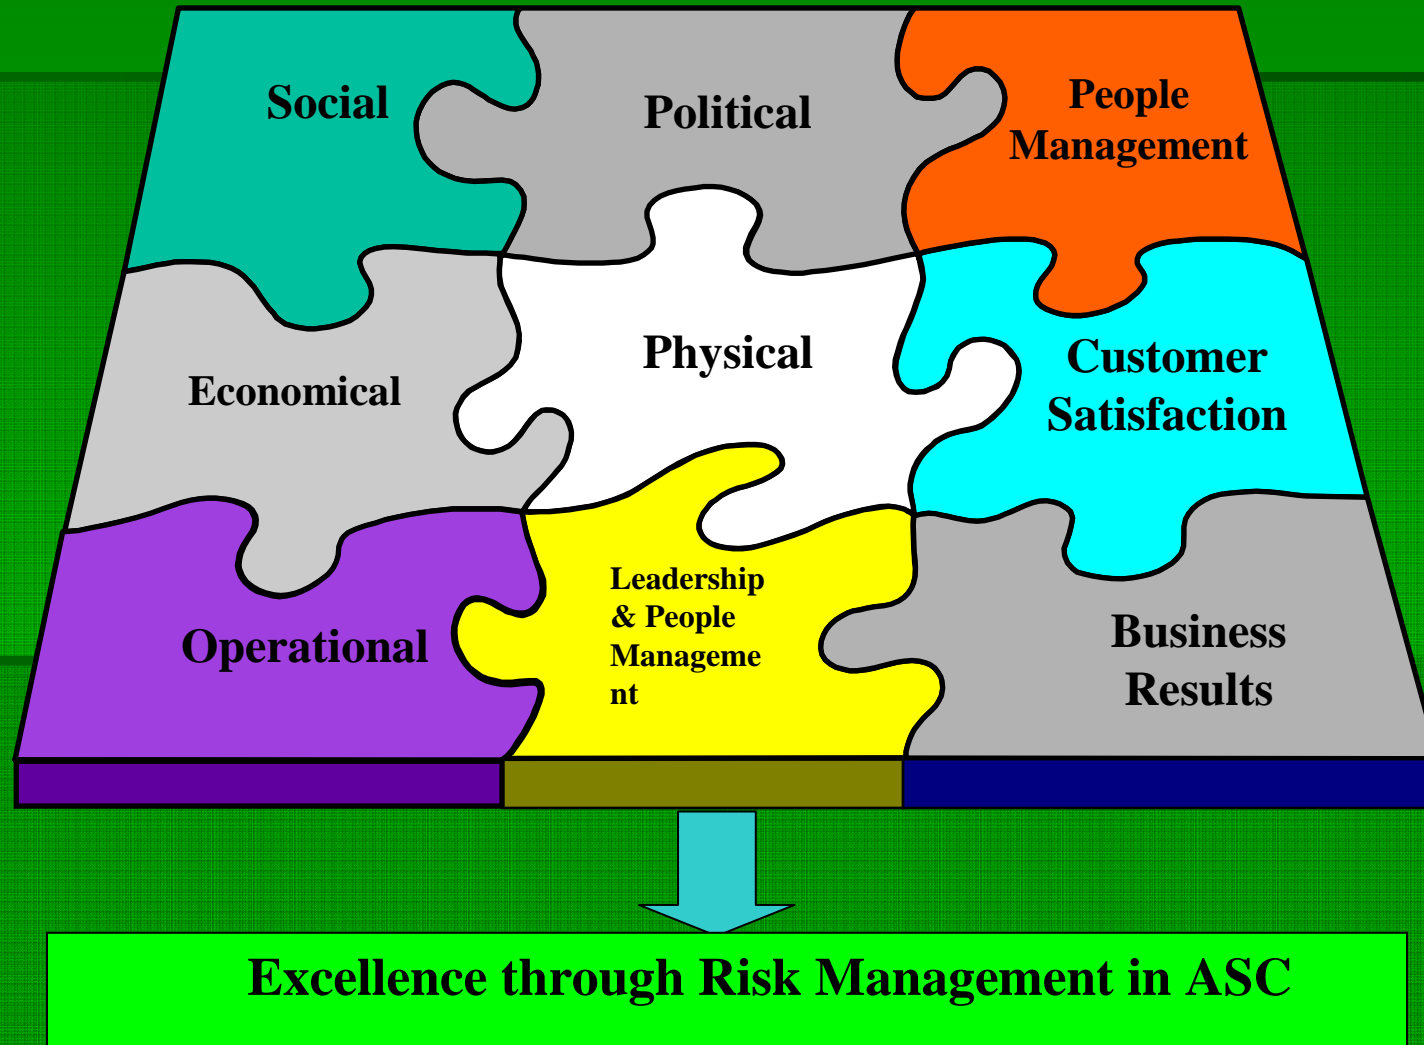 Social
Political
People
Management
Economical
Physical
Customer
Satisfaction
Operational
Leadership
& People
Manageme
nt
Business
Results
Excellence through Risk Management in ASC